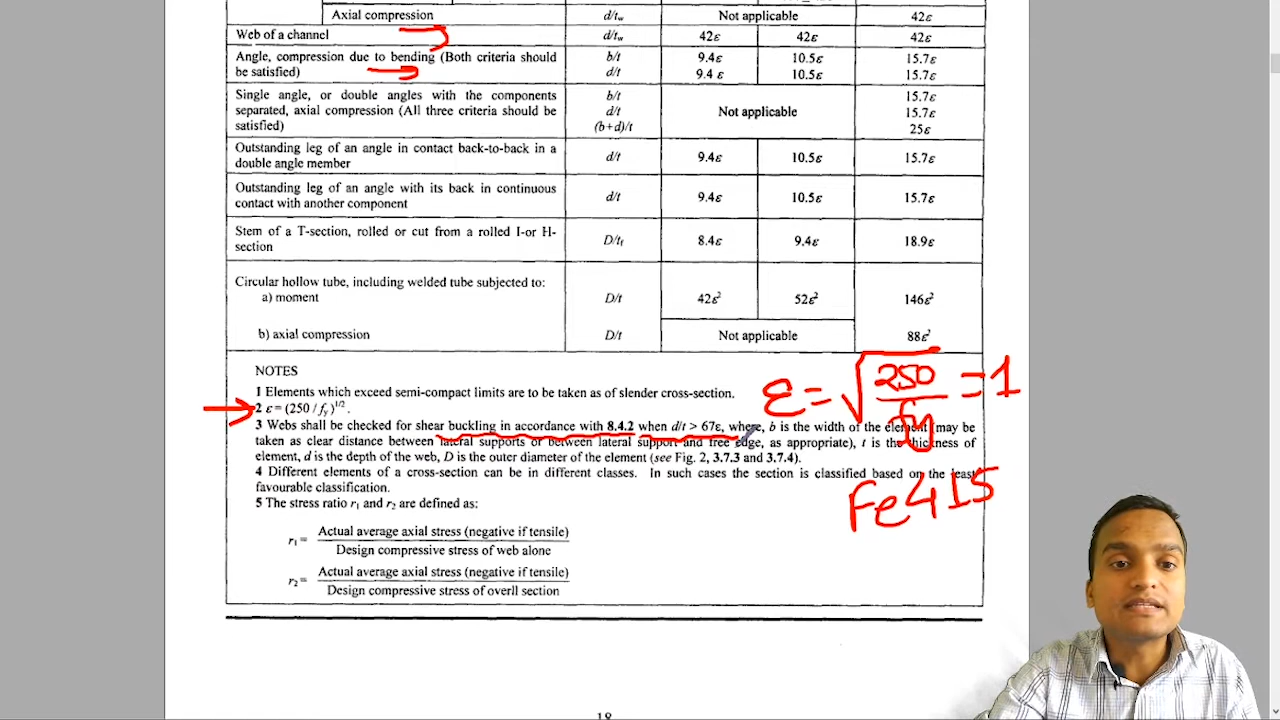 Axial compression d/tw Not applicable 42ε
Web of a channel d/tw 42ε 42ε 42ε
Angle, compression due to bending (Both criteria should b/t 9.4ε 10.5ε 15.7ε
be satisfied) d/t 9.4 ε 10.5ε 15.7ε
Single angle, or double angles with the components b/t 15.7ε
separated, axial compression (All three criteria should be d/t Not applicable 15.7ε
satisfied) (b+d)/t 25ε
Outstanding leg of an angle in contact back-to-back in a
double angle member d/t 9.4ε 10.5ε 15.7ε
Outstanding leg of an angle with its back in continuous
contact with another component d/t 9.4ε 10.5ε 15.7ε
Stem of a T-section, rolled or cut from a rolled I-or H-
section D/tf 8.4ε 9.4ε 18.9ε
Circular hollow tube, including welded tube subjected to:
a) moment D/t 42ε² 52ε² 146ε²
b) axial compression D/t Not applicable 88ε²
NOTES
1 Elements which exceed semi-compact limits are to be taken as of slender cross-section.
2 ε = (250 / fy)1/2.
ε = √250/fy = 1
3 Webs shall be checked for shear buckling in accordance with 8.4.2 when d/t > 67ε, where, b is the width of the element (may be
taken as clear distance between lateral supports or between lateral support and free edge, as appropriate), t is the thickness of
element, d is the depth of the web, D is the outer diameter of the element (see Fig. 2, 3.7.3 and 3.7.4).
4 Different elements of a cross-section can be in different classes. In such cases the section is classified based on the least
favourable classification.
Fe415
5 The stress ratio r1 and r2 are defined as:
r1 = Actual average axial stress (negative if tensile)
Design compressive stress of web alone
r2 = Actual average axial stress (negative if tensile)
Design compressive stress of overll section